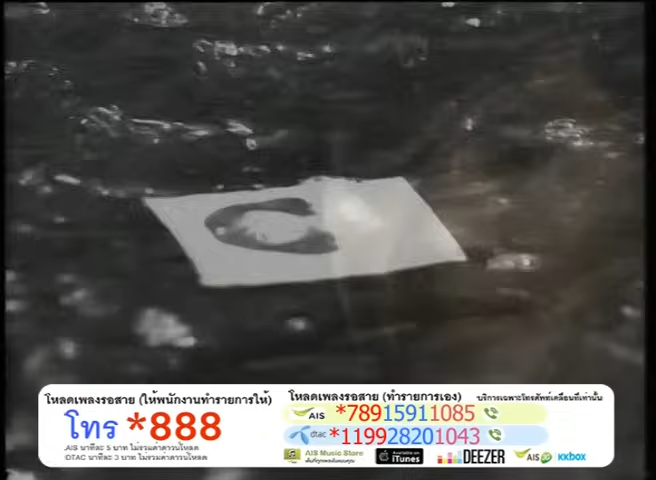 โหลดเพลงรอสาย (ให้พนักงานทำรายการให้)
โทร *888
AIS นาทีละ 5 บาท ไม่รวมค่าดาวน์โหลด
DTAC นาทีละ 3 บาท ไม่รวมค่าดาวน์โหลด
โหลดเพลงรอสาย (ทำรายการเอง) บริการเฉพาะโทรศัพท์เคลื่อนที่เท่านั้น
AIS *78915911085
dtac *119928201043
AIS Music Store
Available on iTunes
DEEZER
AIS
KKBOX